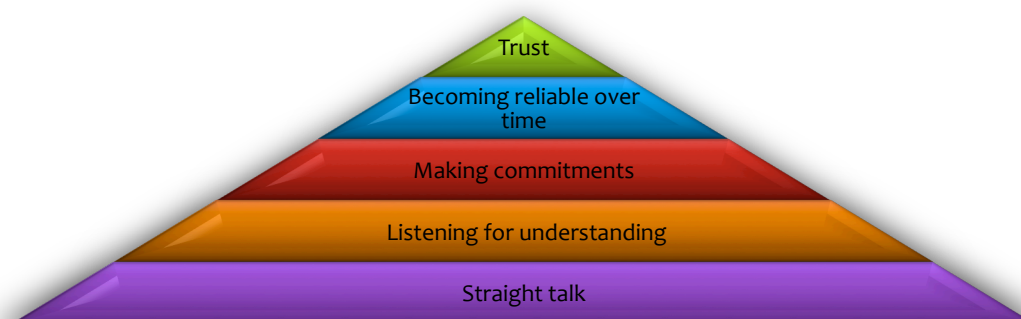 Trust
Becoming reliable over
time
Making commitments
Listening for understanding
Straight talk